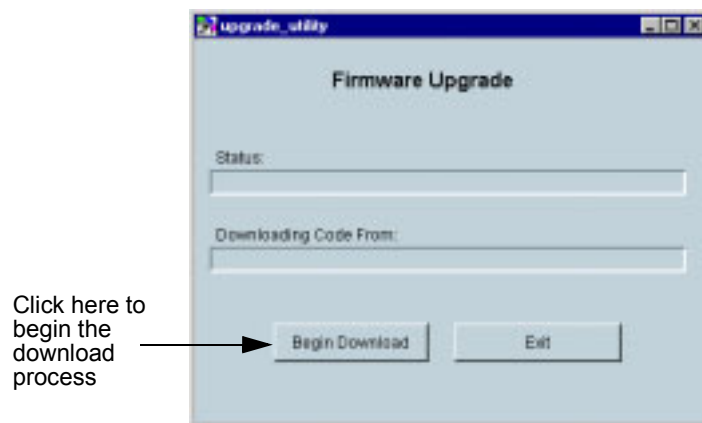 upgrade_utility
Firmware Upgrade
Status:
Downloading Code From:
Click here to
begin the
download
process
Begin Download
Exit